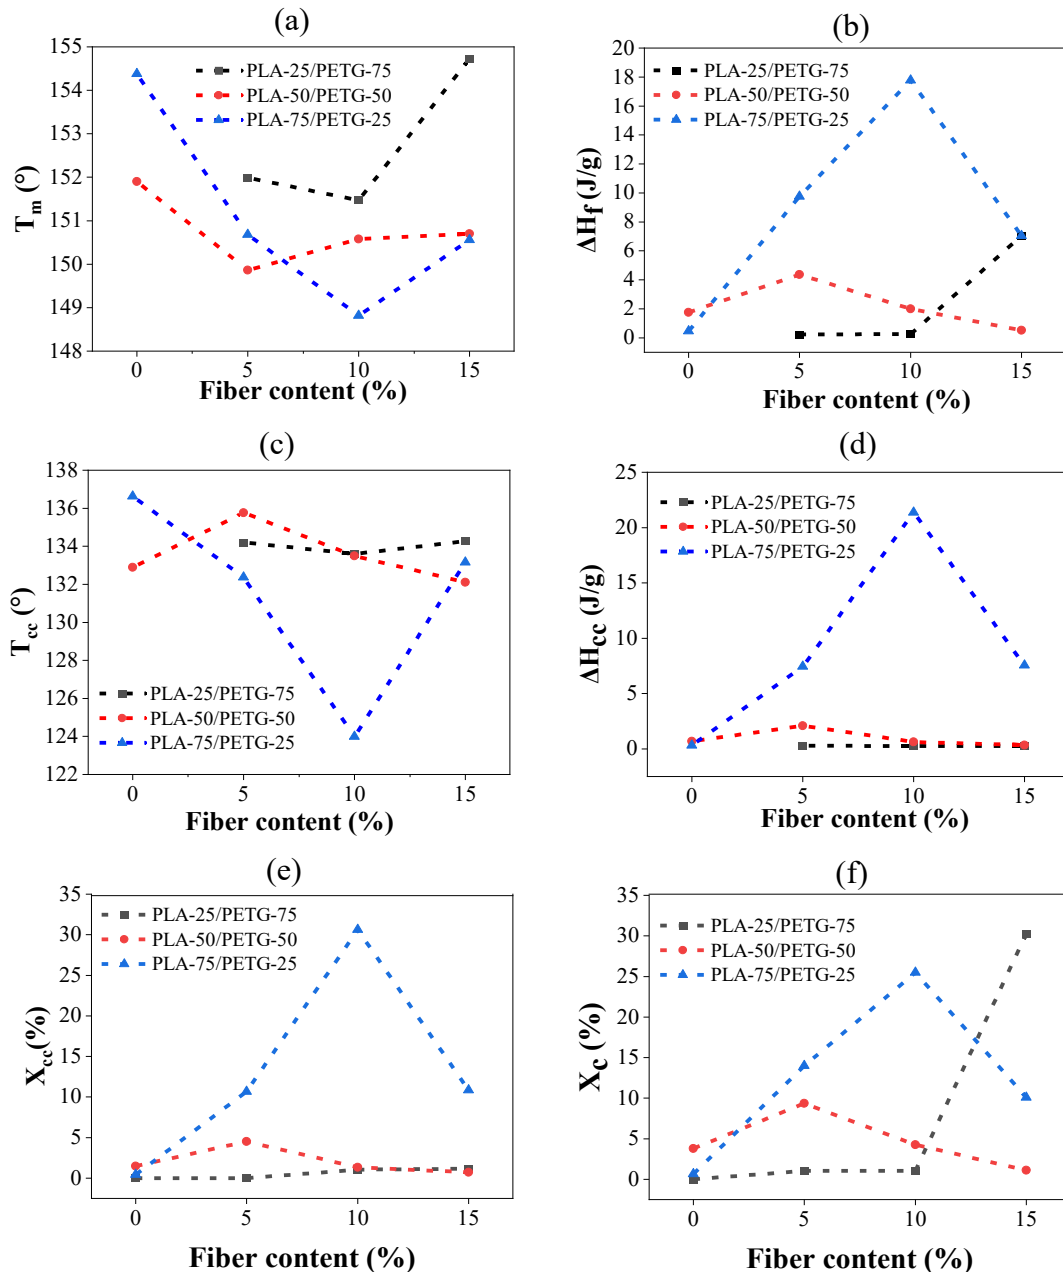 (a)
155
154
153
152
151
150
149
148
T_m (°)
PLA-25/PETG-75
PLA-50/PETG-50
PLA-75/PETG-25
0 5 10 15
Fiber content (%)
(b)
20
18
16
14
12
10
8
6
4
2
0
ΔH_f (J/g)
PLA-25/PETG-75
PLA-50/PETG-50
PLA-75/PETG-25
0 5 10 15
Fiber content (%)
(c)
138
136
134
132
130
128
126
124
122
T_cc (°)
PLA-25/PETG-75
PLA-50/PETG-50
PLA-75/PETG-25
0 5 10 15
Fiber content (%)
(d)
25
20
15
10
5
0
ΔH_cc (J/g)
PLA-25/PETG-75
PLA-50/PETG-50
PLA-75/PETG-25
0 5 10 15
Fiber content (%)
(e)
35
30
25
20
15
10
5
0
X_cc(%)
PLA-25/PETG-75
PLA-50/PETG-50
PLA-75/PETG-25
0 5 10 15
Fiber content (%)
(f)
35
30
25
20
15
10
5
0
X_c (%)
PLA-25/PETG-75
PLA-50/PETG-50
PLA-75/PETG-25
0 5 10 15
Fiber content (%)